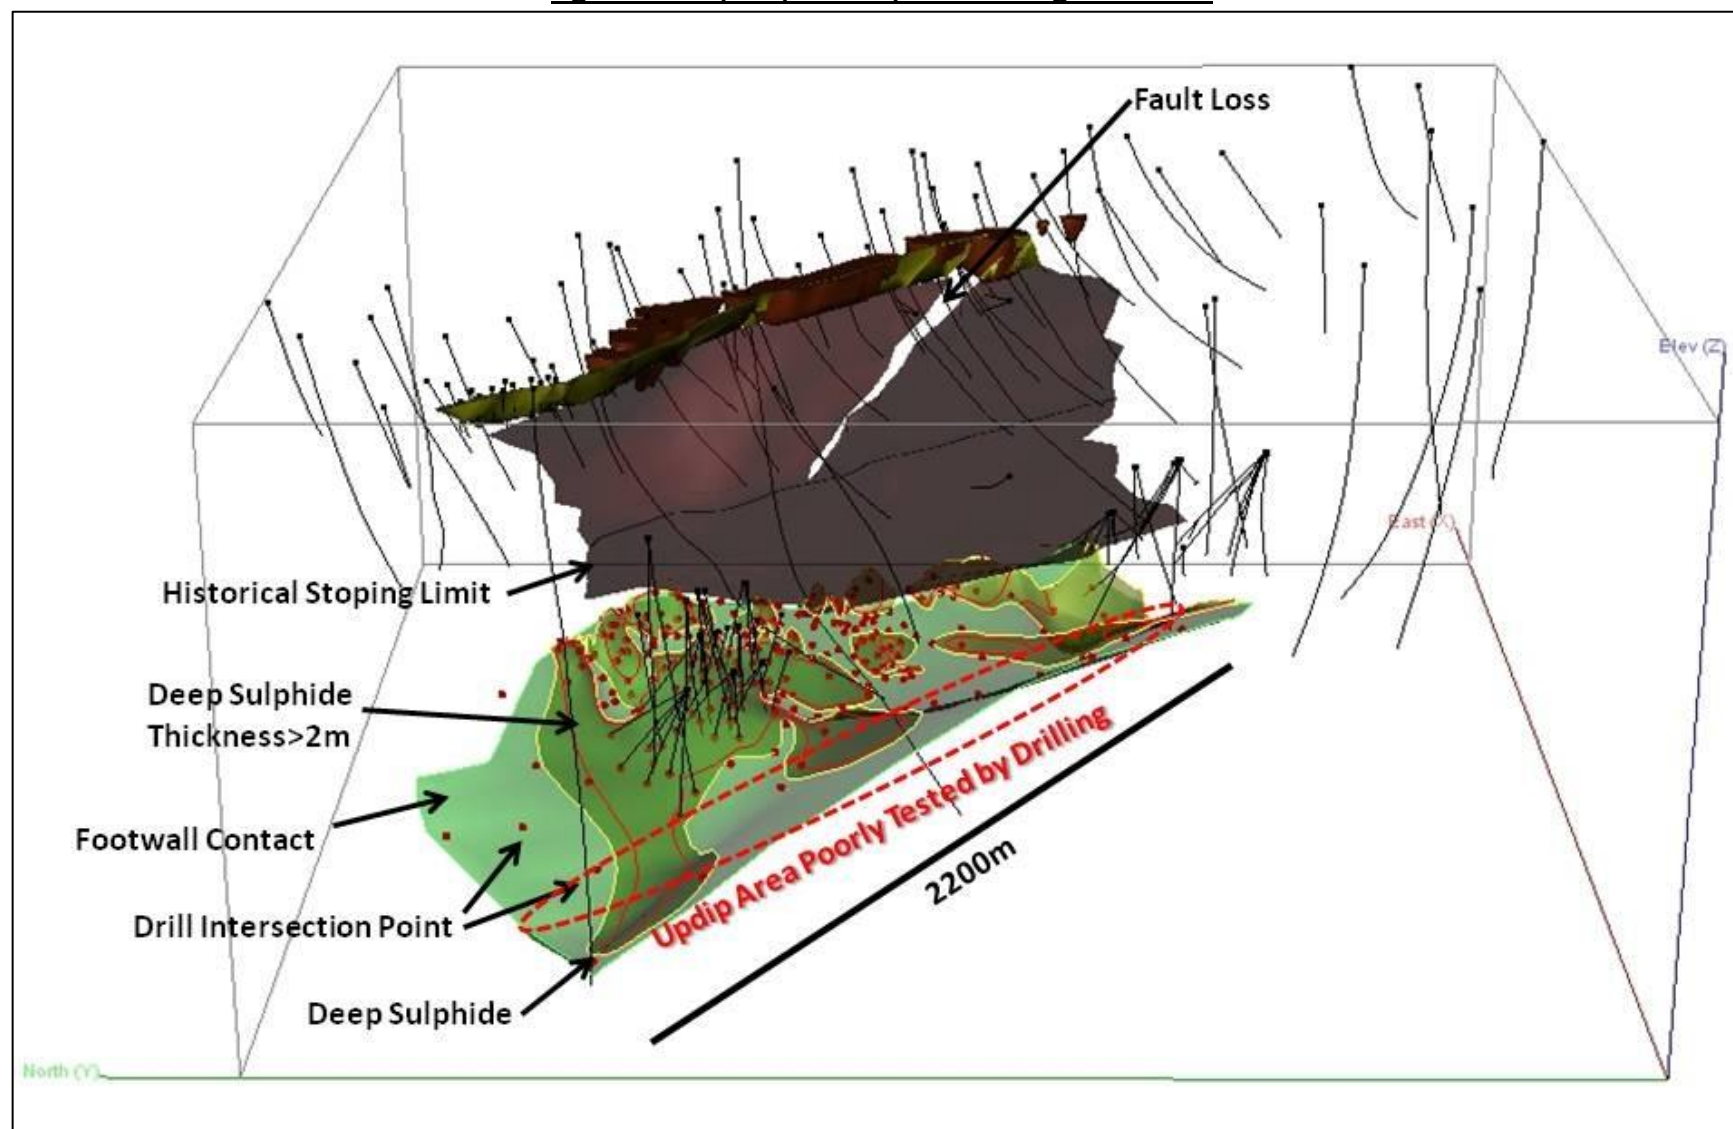 Fault Loss
Elev (Z)
East (X)
Historical Stoping Limit
Deep Sulphide
Thickness>2m
Footwall Contact
Updip Area Poorly Tested by Drilling
2200m
Drill Intersection Point
Deep Sulphide
North (Y)